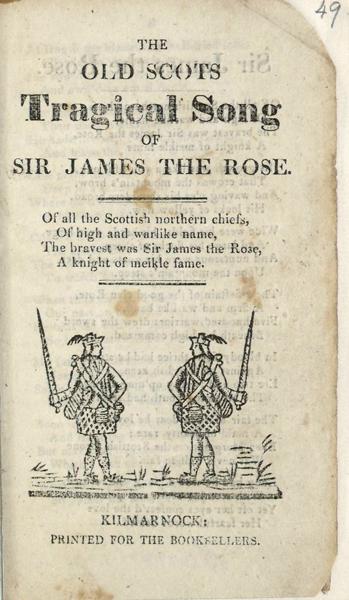 49
THE
OLD SCOTS
Tragical Song
OF
SIR JAMES THE ROSE.
Of all the Scottish northern chiefs,
Of high and warlike name,
The bravest was Sir James the Rose,
A knight of meikle fame.
KILMARNOCK:
PRINTED FOR THE BOOKSELLERS.